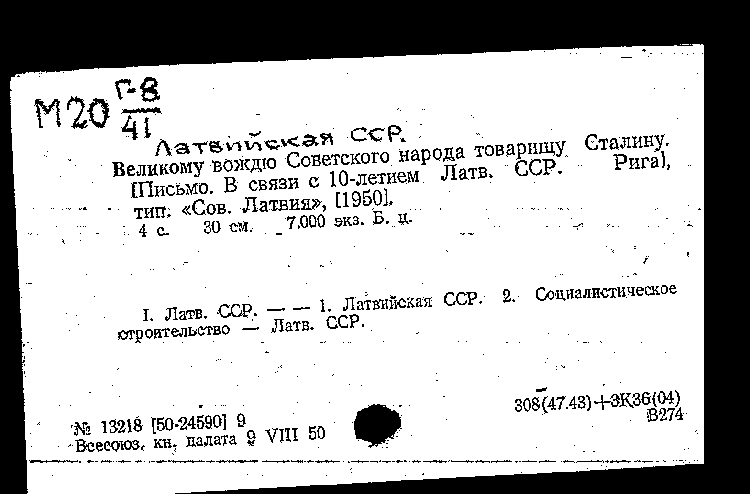 М20 Г-8
41
Латвийская ССР.
Великому вождю Советского народа товарищу Сталину.
[Письмо. В связи с 10-летием Латв. ССР. Рига],
тип. «Сов. Латвия», [1950].
4 с. 30 см. 7.000 экз. Б. ц.
I. Латв. ССР. — — 1. Латвийская ССР. 2. Социалистическое
строительство — Латв. ССР.
№ 13218 [50-24590] 9
Всесоюз. кн. палата 9 VIII 50
308(47.43)+3К36(04)
В274